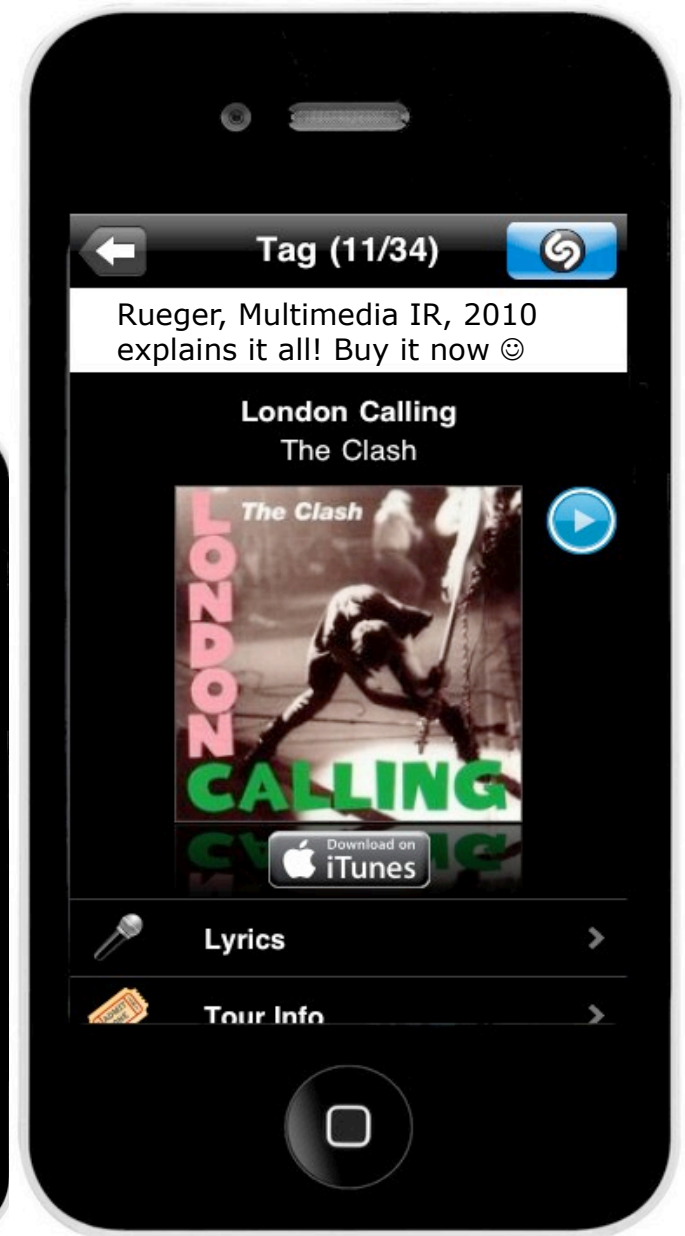 Tag (11/34)
Rueger, Multimedia IR, 2010
explains it all! Buy it now ☺
London Calling
The Clash
The Clash
LONDON
CALLING
Download on
iTunes
Lyrics
Tour Info